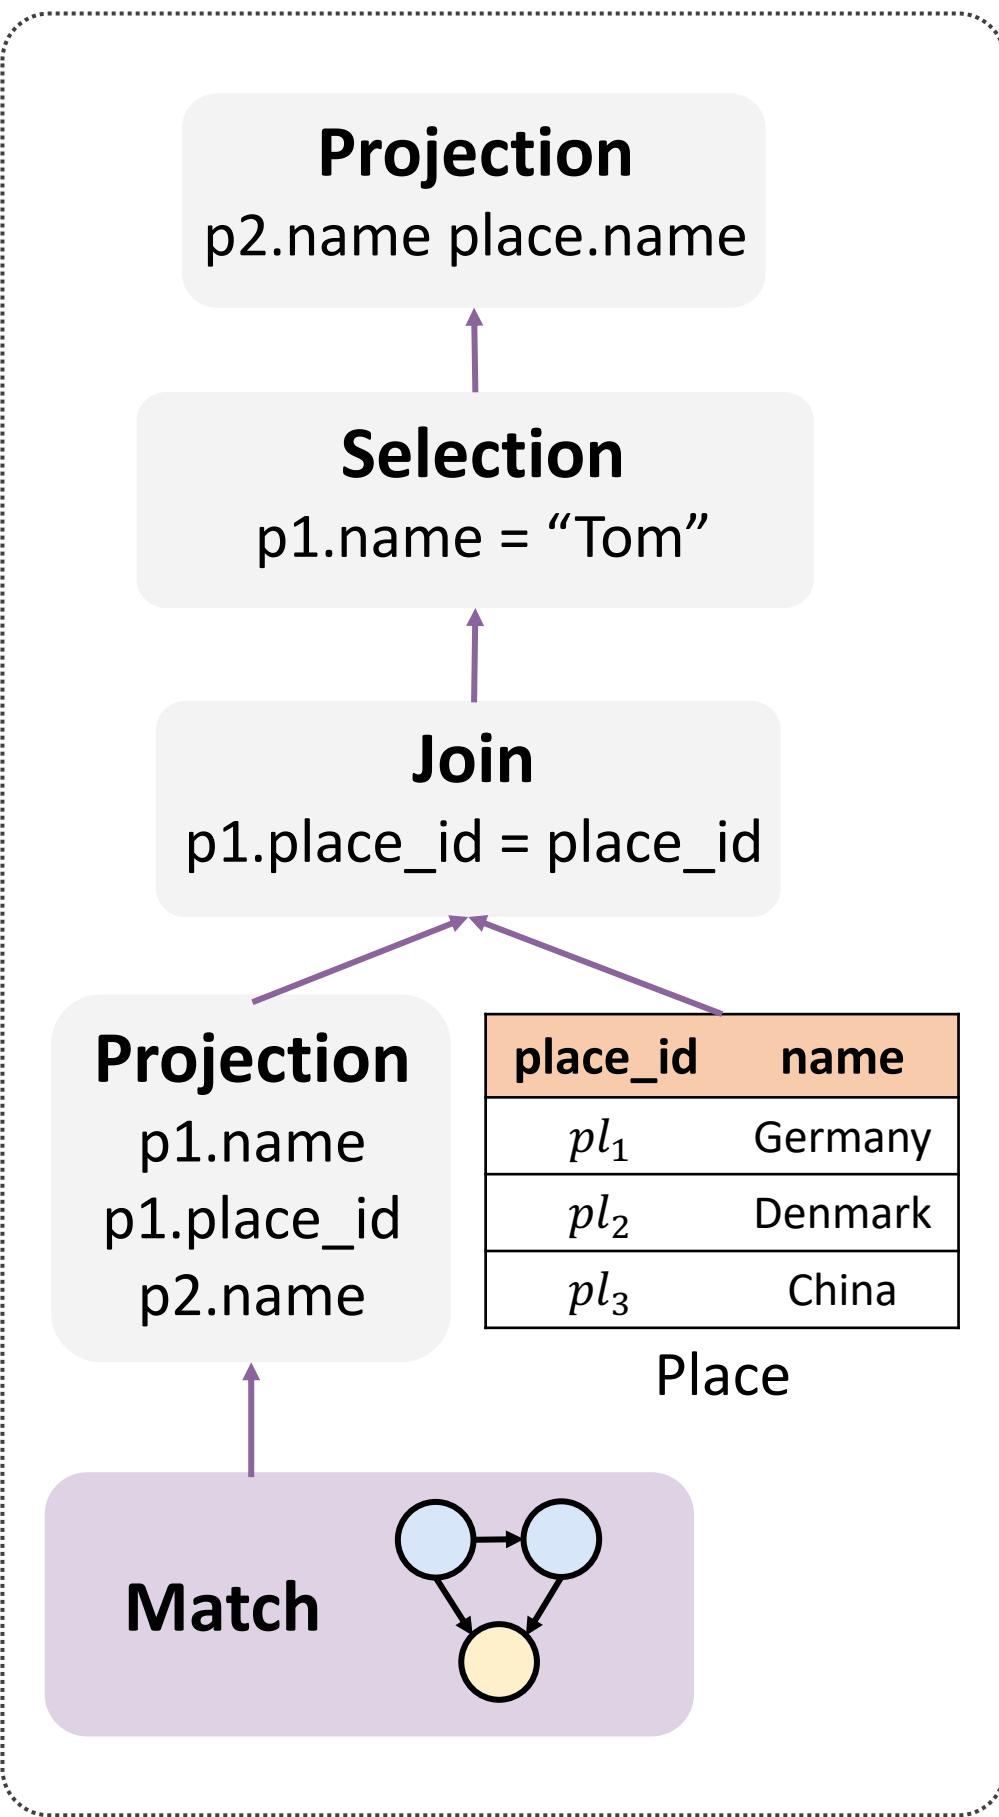 Projection
p2.name place.name
Selection
p1.name = “Tom”
Join
p1.place_id = place_id
Projection
p1.name
p1.place_id
p2.name
place_id name
pl₁ Germany
pl₂ Denmark
pl₃ China
Place
Match